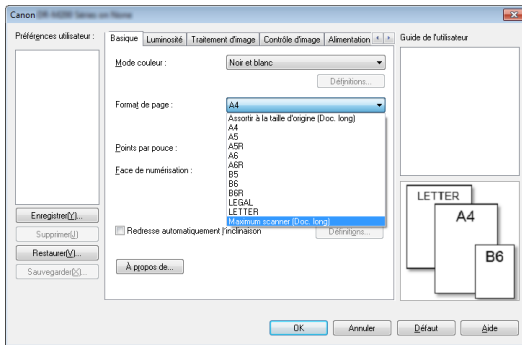 Canon
Préférences utilisateur :
Enregistrer(Y)...
Supprimer(U)
Restaurer(V)...
Sauvegarder(X)...
Basique Luminosité Traitement d'image Contrôle d'image Alimentation
Mode couleur : Noir et blanc
Définitions...
Format de page : A4
Assortir à la taille d'origine (Doc. long)
A4
A5
A5R
A6
A6R
B5
B6
B6R
LEGAL
LETTER
Maximum scanner (Doc. long)
Points par pouce :
Face de numérisation :
Redresse automatiquement l'inclinaison Définitions...
À propos de...
Guide de l'utilisateur
LETTER
A4
B6
OK Annuler Défaut Aide